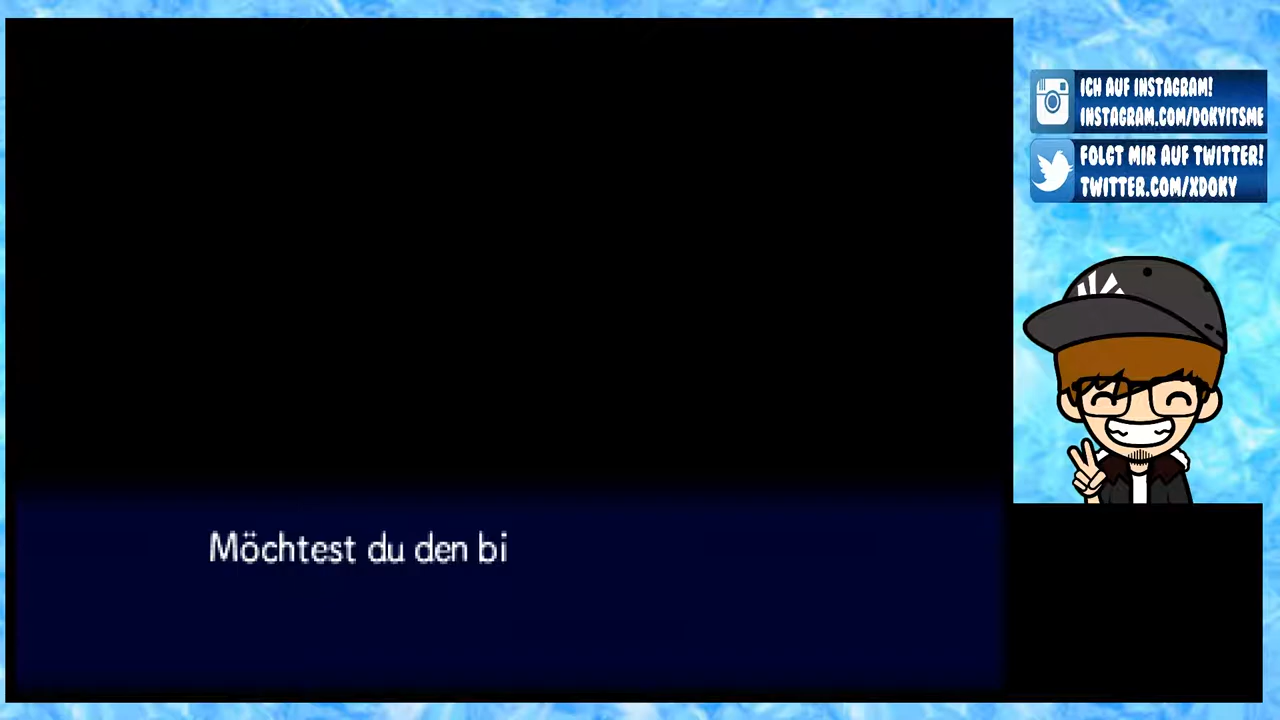 ICH AUF INSTAGRAM!
INSTAGRAM.COM/DOKYITSME
FOLGT MIR AUF TWITTER!
TWITTER.COM/XDOKY
Möchtest du den bi